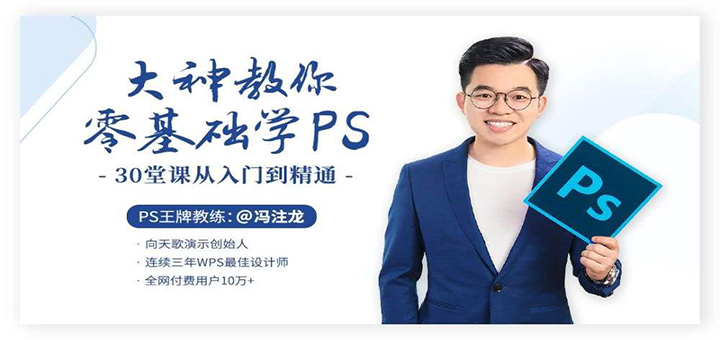 大神教你
零基础学PS
- 30堂课从入门到精通 -
PS王牌教练：@冯注龙
· 向天歌演示创始人
· 连续三年WPS最佳设计师
· 全网付费用户10万+
Ps